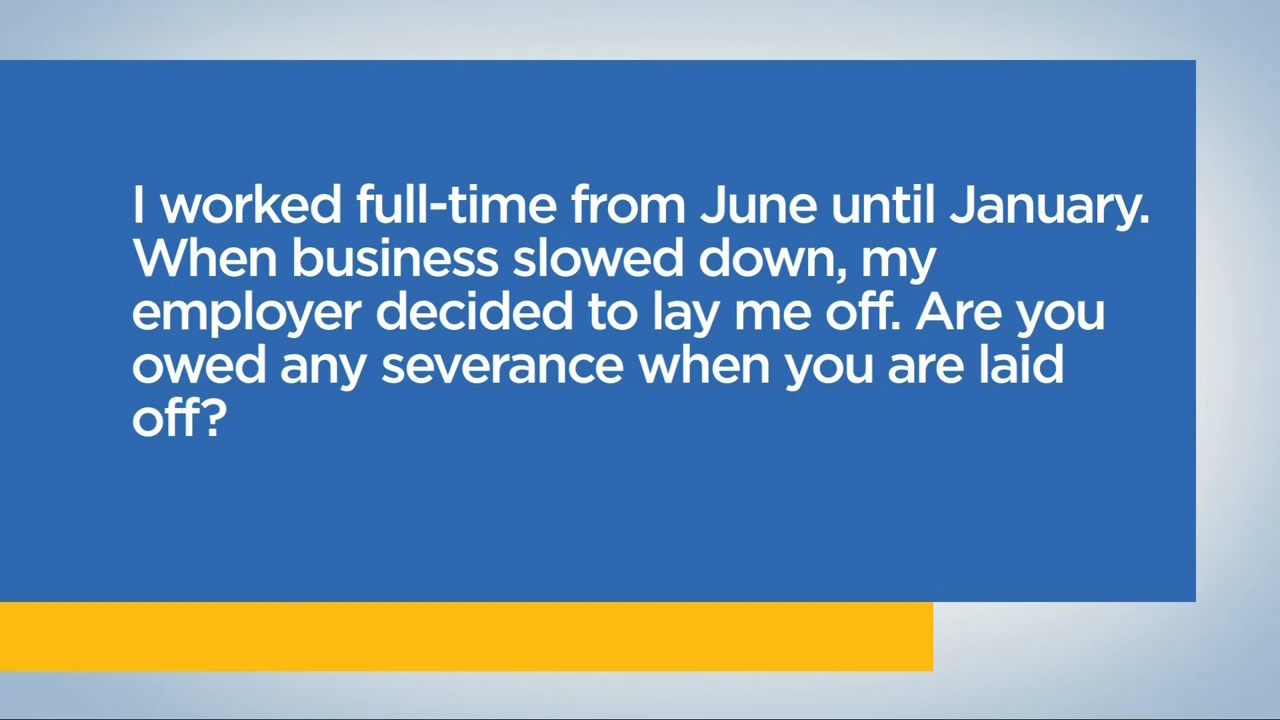 I worked full-time from June until January.
When business slowed down, my
employer decided to lay me off. Are you
owed any severance when you are laid
off?